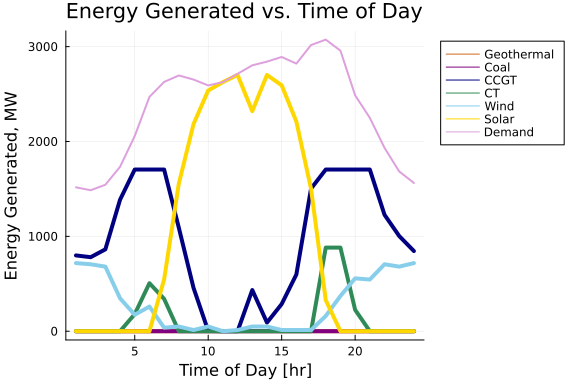 Energy Generated vs. Time of Day
Energy Generated, MW
3000
2000
1000
0
5
10
15
20
Time of Day [hr]
Geothermal
Coal
CCGT
CT
Wind
Solar
Demand